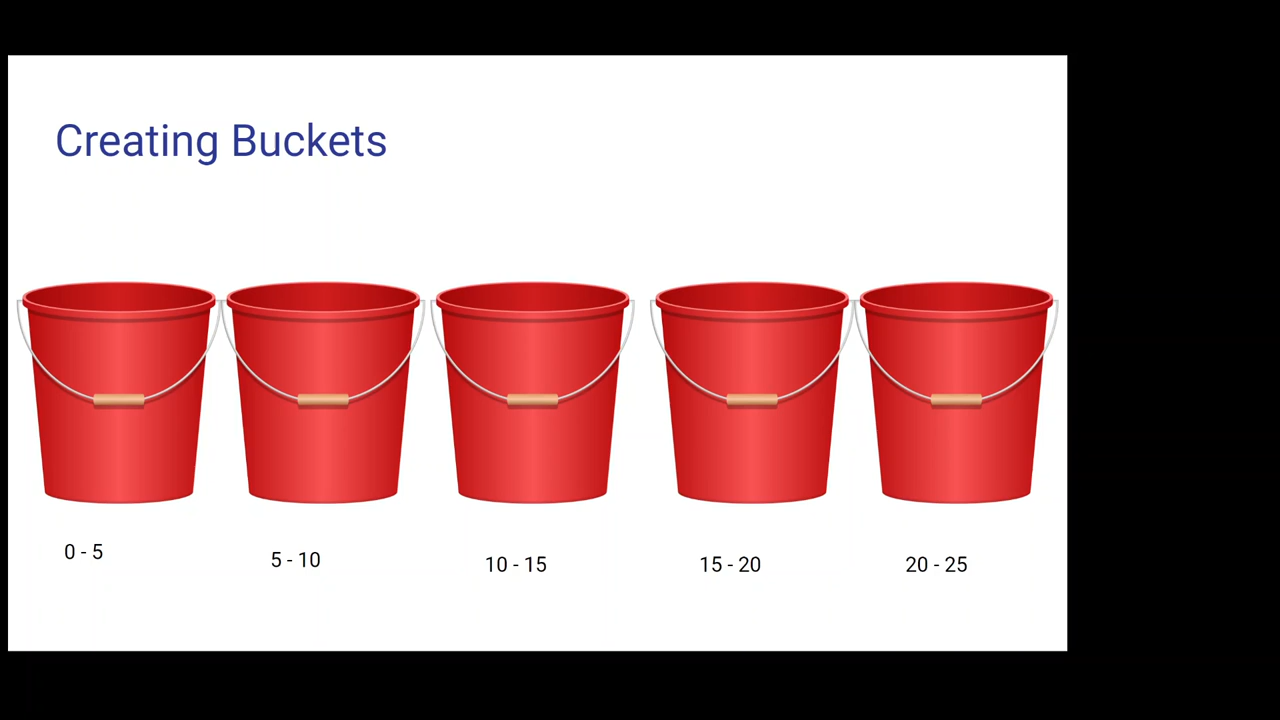 Creating Buckets
0 - 5
5 - 10
10 - 15
15 - 20
20 - 25